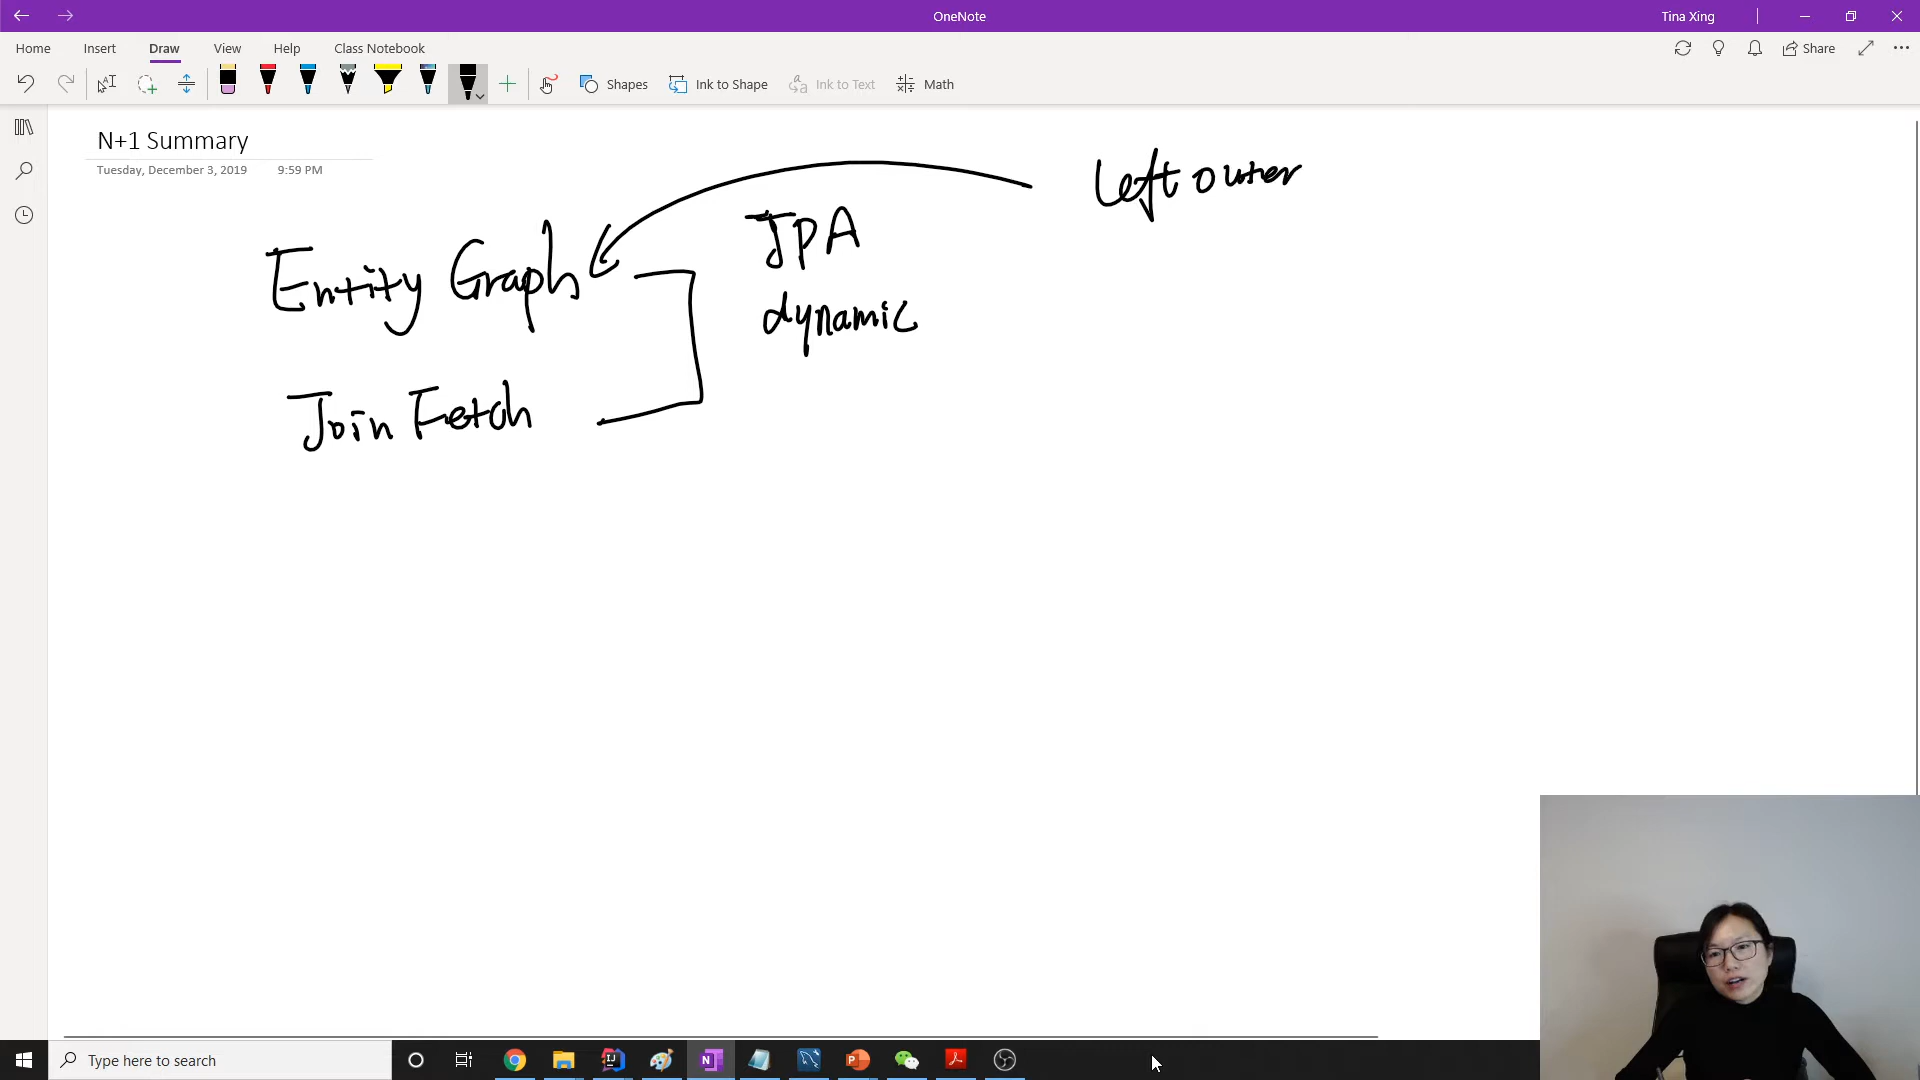 OneNote
Tina Xing
Home Insert Draw View Help Class Notebook
Share
Shapes Ink to Shape Ink to Text Math
N+1 Summary
Tuesday, December 3, 2019 9:59 PM
Left outer
JPA
Entity Graph
dynamic
Join Fetch
Type here to search